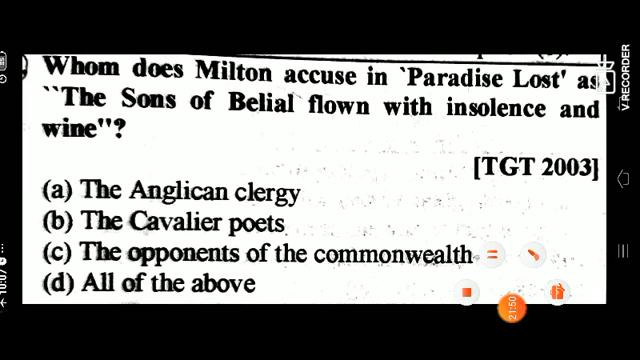 Whom does Milton accuse in `Paradise Lost' as
``The Sons of Belial flown with insolence and
wine''?
[TGT 2003]
(a) The Anglican clergy
(b) The Cavalier poets
(c) The opponents of the commonwealth
(d) All of the above
21:50
V.RECORDER